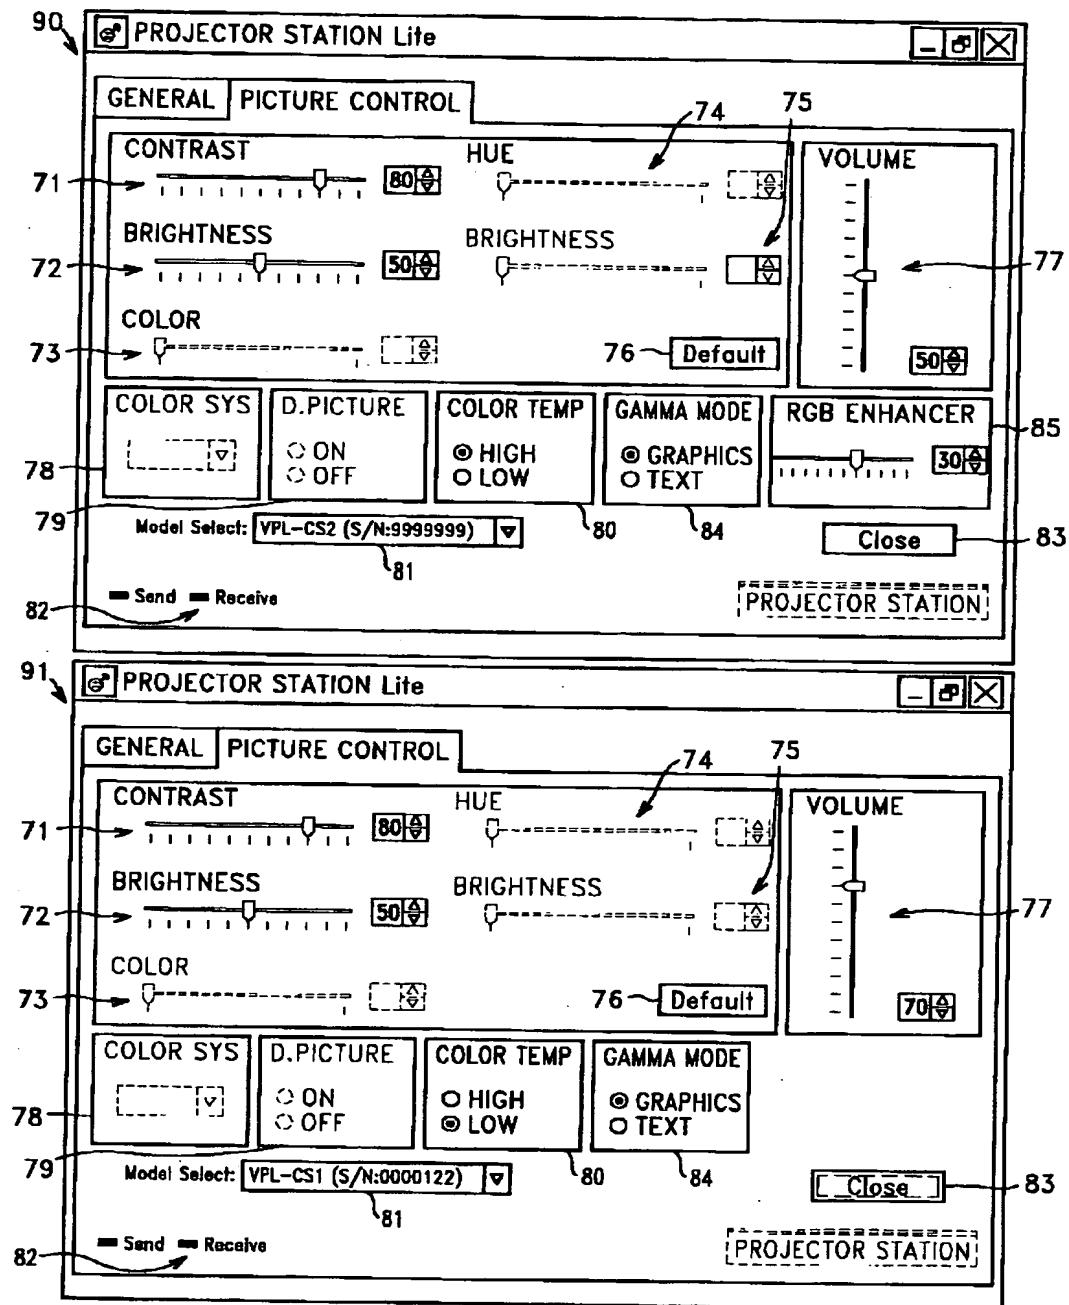 90
PROJECTOR STATION Lite
GENERAL PICTURE CONTROL
74 75
CONTRAST HUE VOLUME
71 80
BRIGHTNESS BRIGHTNESS
72 50 77
COLOR
73 76 Default 50
COLOR SYS D.PICTURE COLOR TEMP GAMMA MODE RGB ENHANCER 85
ON HIGH GRAPHICS 30
78 OFF LOW TEXT
79 Model Select: VPL-CS2 (S/N:9999999) 80 84 Close 83
81
Send Receive
82 PROJECTOR STATION
91
PROJECTOR STATION Lite
GENERAL PICTURE CONTROL
74 75
CONTRAST HUE VOLUME
71 80
BRIGHTNESS BRIGHTNESS
72 50 77
COLOR
73 76 Default 70
COLOR SYS D.PICTURE COLOR TEMP GAMMA MODE
ON HIGH GRAPHICS
78 OFF LOW TEXT
79 Model Select: VPL-CS1 (S/N:0000122) 80 84 Close 83
81
Send Receive
82 PROJECTOR STATION